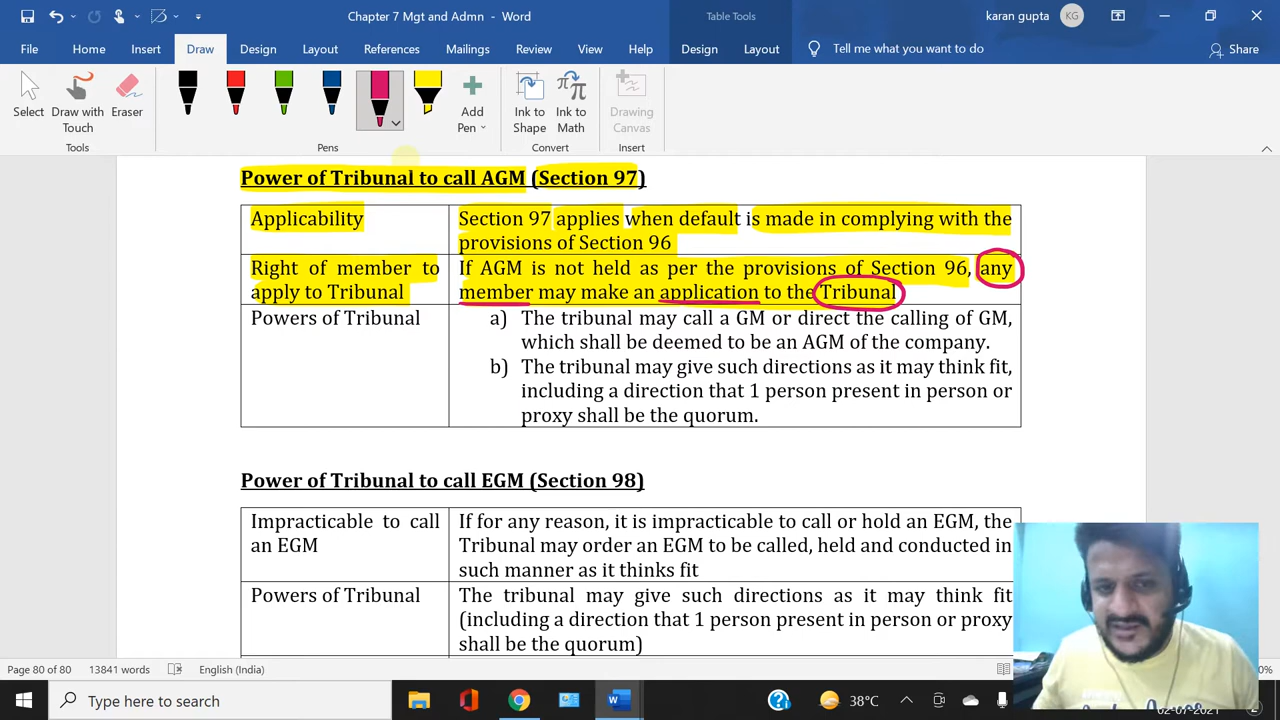 Chapter 7 Mgt and Admn - Word
Table Tools
karan gupta
KG
File
Home
Insert
Draw
Design
Layout
References
Mailings
Review
View
Help
Design
Layout
Tell me what you want to do
Share
Select
Draw with Touch
Eraser
Add Pen
Ink to Shape
Ink to Math
Drawing Canvas
Tools
Pens
Convert
Insert
Power of Tribunal to call AGM (Section 97)
Applicability
Section 97 applies when default is made in complying with the
provisions of Section 96
Right of member to
apply to Tribunal
If AGM is not held as per the provisions of Section 96, any
member may make an application to the Tribunal
Powers of Tribunal
a) The tribunal may call a GM or direct the calling of GM,
which shall be deemed to be an AGM of the company.
b) The tribunal may give such directions as it may think fit,
including a direction that 1 person present in person or
proxy shall be the quorum.
Power of Tribunal to call EGM (Section 98)
Impracticable to call
an EGM
If for any reason, it is impracticable to call or hold an EGM, the
Tribunal may order an EGM to be called, held and conducted in
such manner as it thinks fit
Powers of Tribunal
The tribunal may give such directions as it may think fit
(including a direction that 1 person present in person or proxy
shall be the quorum)
Page 80 of 80
13841 words
English (India)
Type here to search
38°C